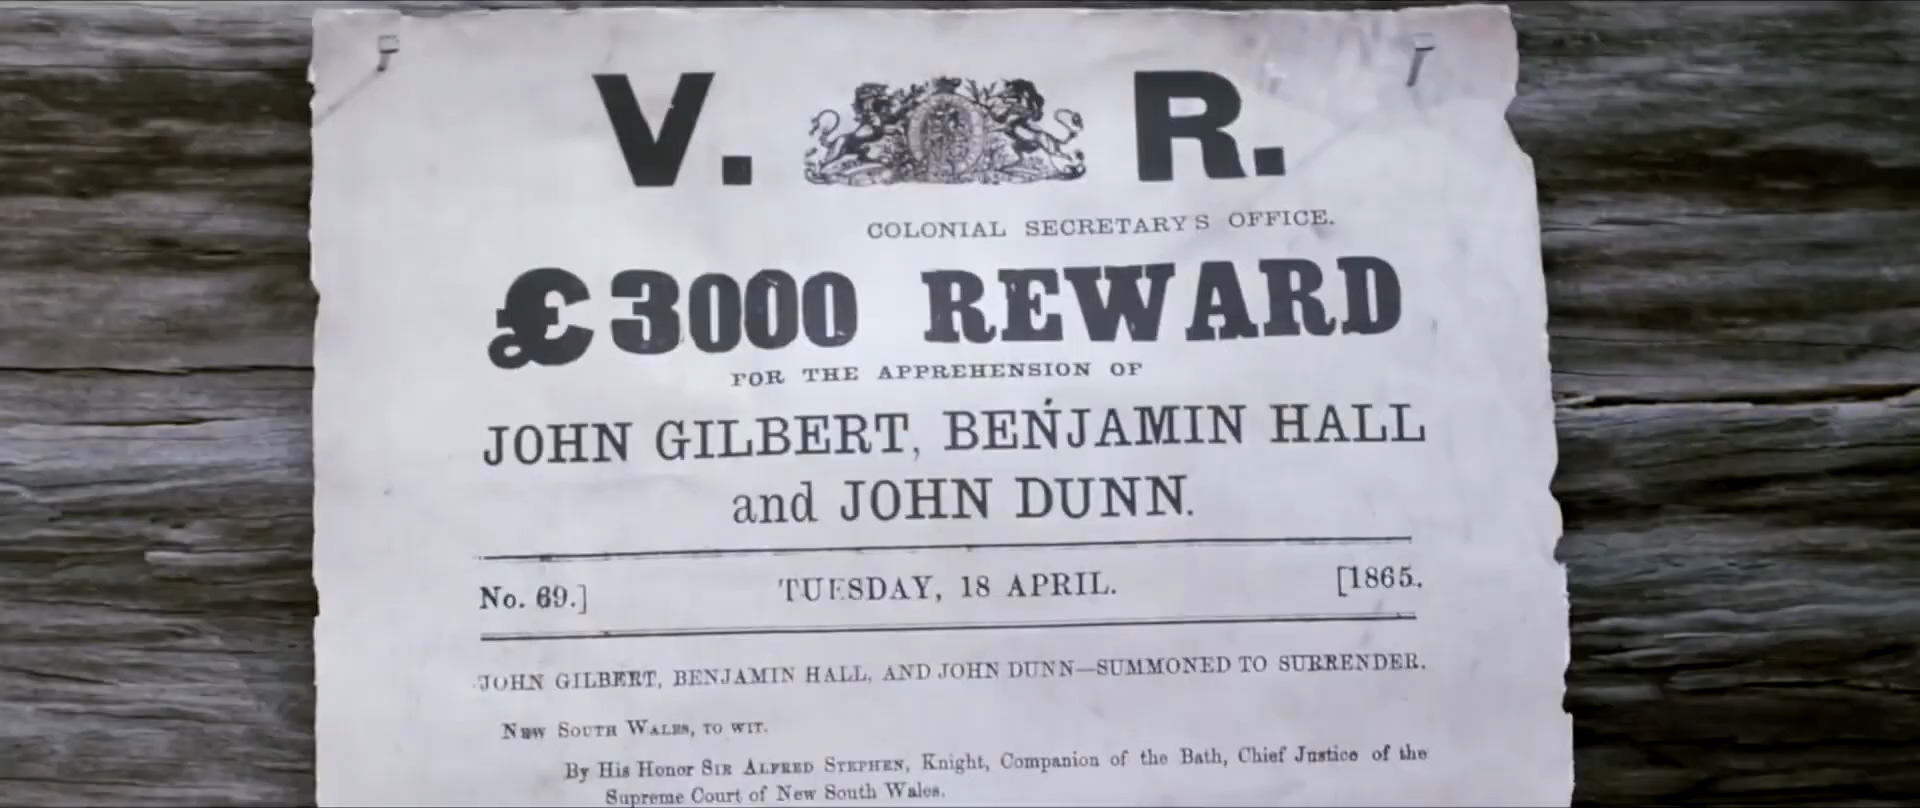 V. R.
COLONIAL SECRETARY'S OFFICE.
£3000 REWARD
FOR THE APPREHENSION OF
JOHN GILBERT, BENJAMIN HALL
and JOHN DUNN.
No. 69.] TUESDAY, 18 APRIL. [1865.
JOHN GILBERT, BENJAMIN HALL, AND JOHN DUNN—SUMMONED TO SURRENDER.
NEW SOUTH WALES, TO WIT.
By His Honor SIR ALFRED STEPHEN, Knight, Companion of the Bath, Chief Justice of the
Supreme Court of New South Wales.